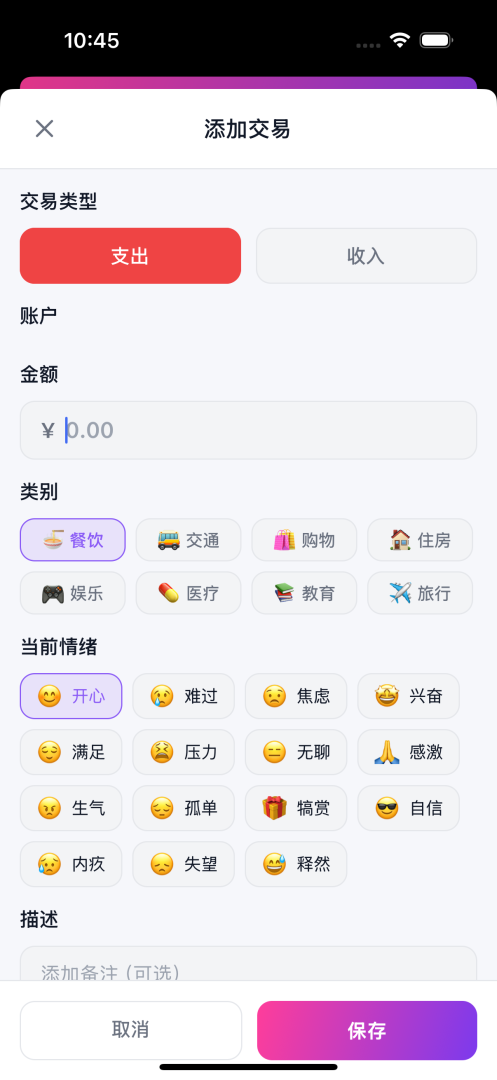 10:45
添加交易
交易类型
支出 收入
账户
金额
¥ 0.00
类别
餐饮 交通 购物 住房
娱乐 医疗 教育 旅行
当前情绪
开心 难过 焦虑 兴奋
满足 压力 无聊 感激
生气 孤单 犒赏 自信
内疚 失望 释然
描述
添加备注 (可选)
取消 保存